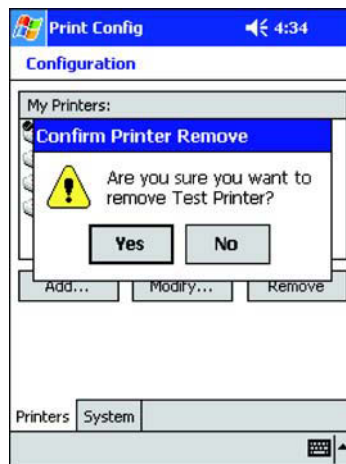 Print Config 4:34
Configuration
My Printers:
Confirm Printer Remove
Are you sure you want to
remove Test Printer?
Yes No
Add... Modify... Remove
Printers System